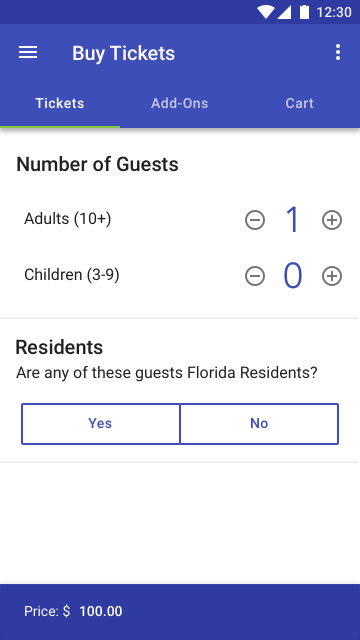 12:30
Buy Tickets
Tickets Add-Ons Cart
Number of Guests
Adults (10+) 1
Children (3-9) 0
Residents
Are any of these guests Florida Residents?
Yes No
Price: $ 100.00